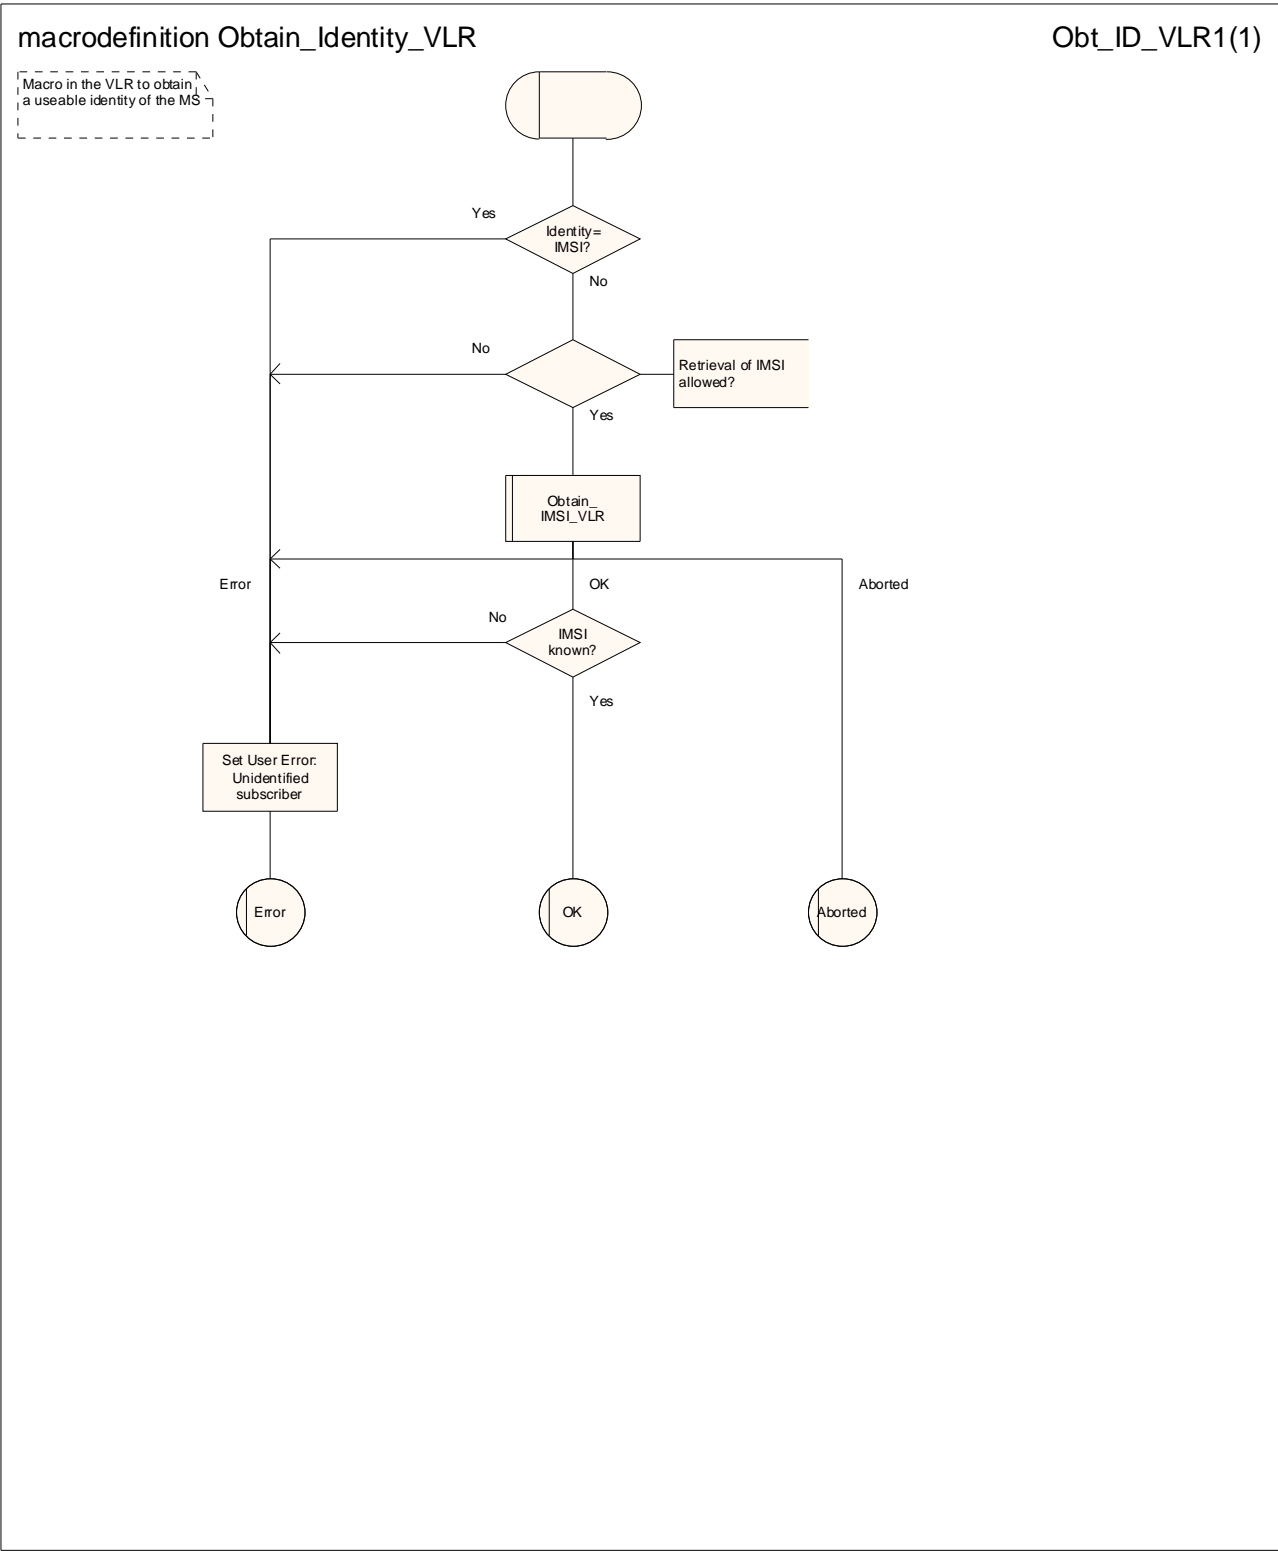 macrodefinition Obtain_Identity_VLR
Obt_ID_VLR1(1)
Macro in the VLR to obtain
a useable identity of the MS
Yes
Identity=
IMSI?
No
No
Retrieval of IMSI
allowed?
Yes
Obtain_
IMSI_VLR
Error
OK
Aborted
No
IMSI
known?
Yes
Set User Error:
Unidentified
subscriber
Error
OK
Aborted